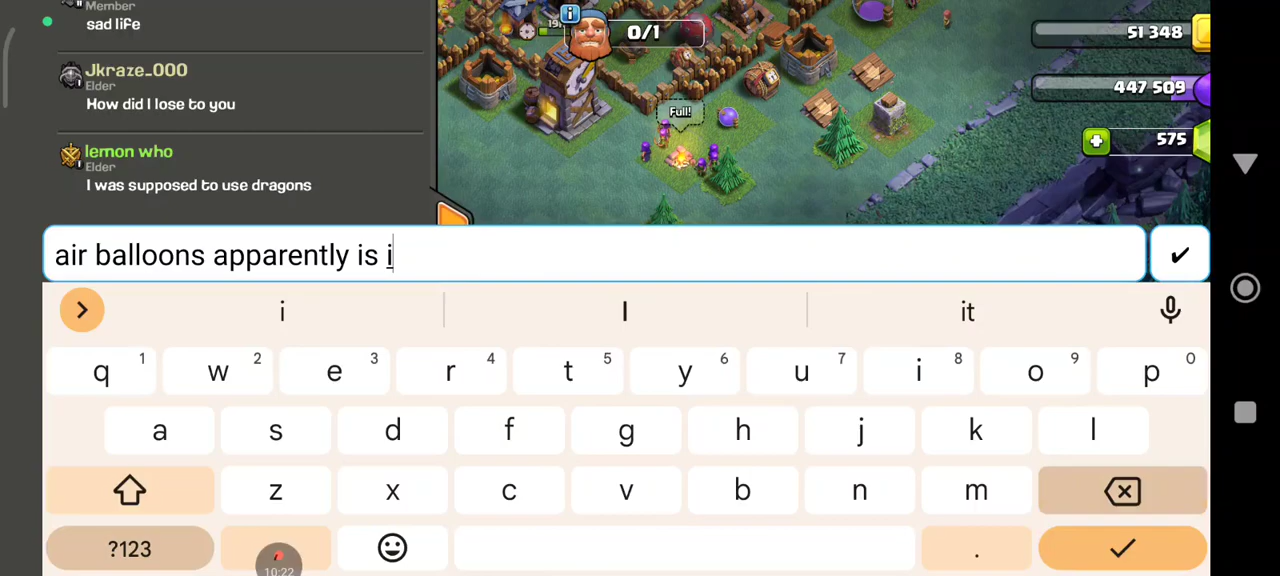 Member
sad life
Jkraze_000
Elder
How did I lose to you
lemon who
Elder
I was supposed to use dragons
i
0/1
Full!
51 348
447 509
575
air balloons apparently is i
✔
i I it
q 1 w 2 e 3 r 4 t 5 y 6 u 7 i 8 o 9 p 0
a s d f g h j k l
z x c v b n m
?123 .
10:22